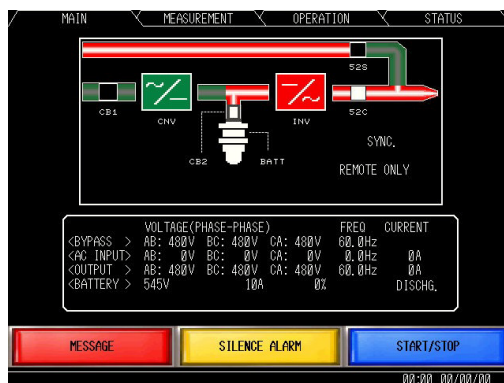 MAIN MEASUREMENT OPERATION STATUS
52S
CB1 CNV INV 52C
CB2 BATT
SYNC.
REMOTE ONLY
VOLTAGE(PHASE-PHASE) FREQ CURRENT
<BYPASS > AB: 480V BC: 480V CA: 480V 60.0Hz
<AC INPUT> AB: 0V BC: 0V CA: 0V 0.0Hz 0A
<OUTPUT > AB: 480V BC: 480V CA: 480V 60.0Hz 0A
<BATTERY > 545V 10A 0% DISCHG.
MESSAGE SILENCE ALARM START/STOP
00:00 00/00/00